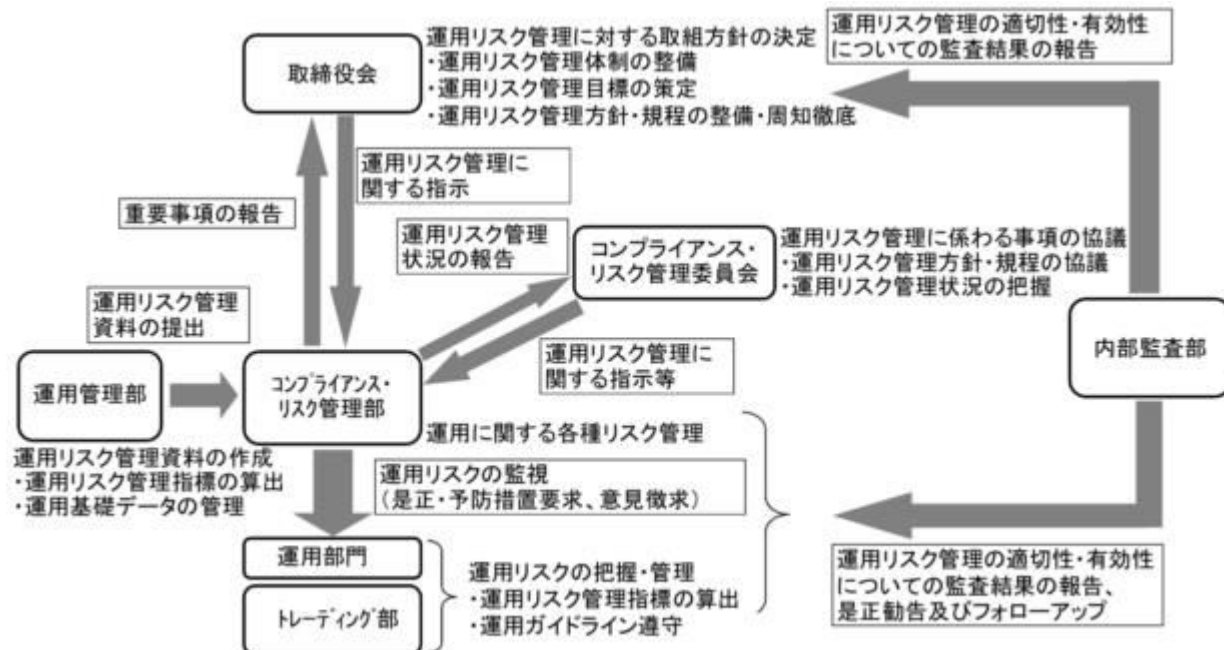 取締役会
運用リスク管理に対する取組方針の決定
・運用リスク管理体制の整備
・運用リスク管理目標の策定
・運用リスク管理方針・規程の整備・周知徹底
運用リスク管理の適切性・有効性
についての監査結果の報告
運用リスク管理に
関する指示
重要事項の報告
運用リスク管理
状況の報告
コンプライアンス・
リスク管理委員会
運用リスク管理に係わる事項の協議
・運用リスク管理方針・規程の協議
・運用リスク管理状況の把握
運用リスク管理
資料の提出
運用リスク管理に
関する指示等
内部監査部
運用管理部
コンプライアンス・
リスク管理部
運用に関する各種リスク管理
運用リスク管理資料の作成
・運用リスク管理指標の算出
・運用基礎データの管理
運用リスクの監視
(是正・予防措置要求、意見徴求)
運用部門
トレーディング部
運用リスクの把握・管理
・運用リスク管理指標の算出
・運用ガイドライン遵守
運用リスク管理の適切性・有効性
についての監査結果の報告、
是正勧告及びフォローアップ